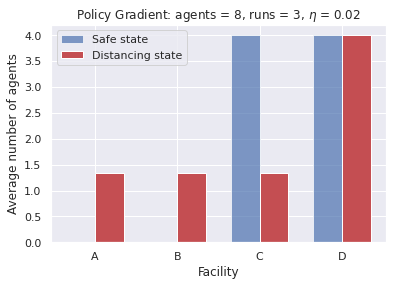 Policy Gradient: agents = 8, runs = 3, η = 0.02
Safe state
Distancing state
Average number of agents
4.0
3.5
3.0
2.5
2.0
1.5
1.0
0.5
0.0
A B C D
Facility